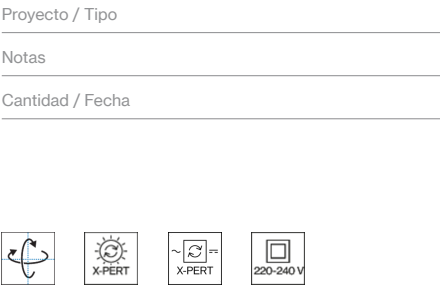 Proyecto / Tipo
Notas
Cantidad / Fecha
X-PERT
X-PERT
220-240 V